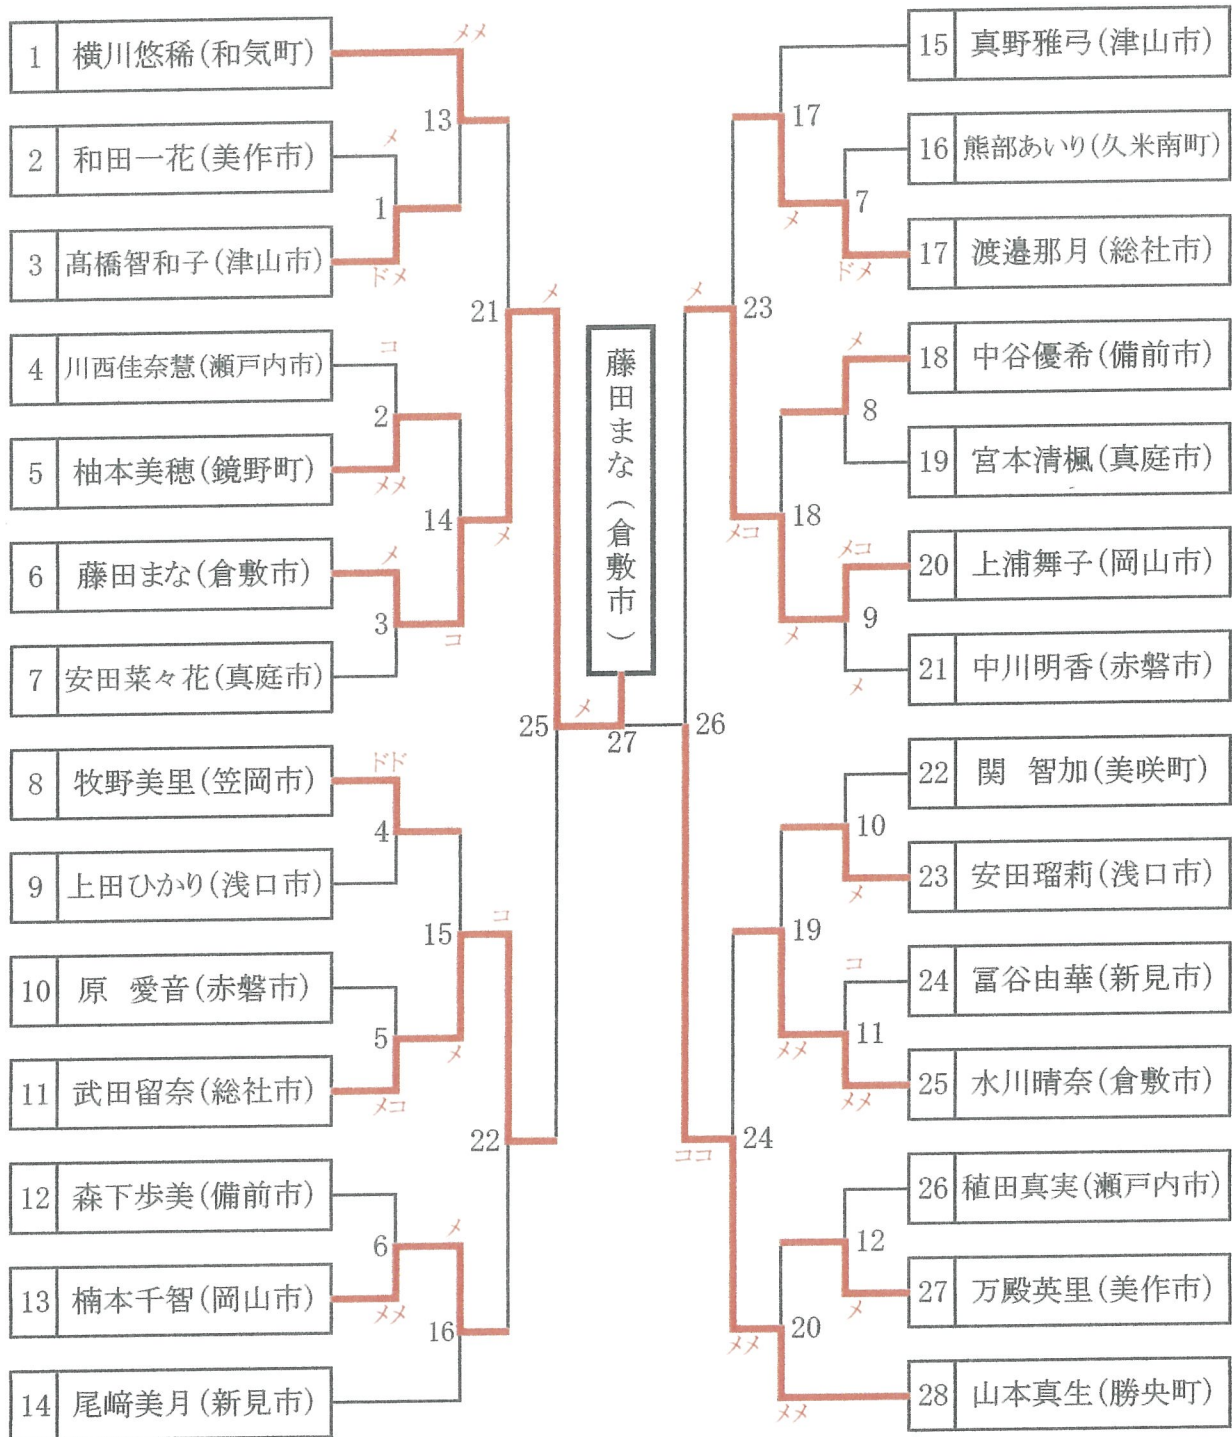 1 横川悠稀(和気町)
2 和田一花(美作市)
3 髙橋智和子(津山市)
4 川西佳奈慧(瀬戸内市)
5 柚本美穂(鏡野町)
6 藤田まな(倉敷市)
7 安田菜々花(真庭市)
8 牧野美里(笠岡市)
9 上田ひかり(浅口市)
10 原 愛音(赤磐市)
11 武田留奈(総社市)
12 森下歩美(備前市)
13 楠本千智(岡山市)
14 尾﨑美月(新見市)
メメ
13
メ
1
ドメ
21
メ
コ
2
メメ
14
メ
メ
3
コ
25
メ
ドド
4
15
コ
5
メ
メコ
22
6
メ
メメ
16
藤田まな(倉敷市)
27
17
メ
7
ドメ
メ
23
メ
8
メコ
18
メコ
メ
9
メ
26
10
メ
19
コ
メメ
11
メメ
ココ
24
12
メ
メメ
20
メメ
15 真野雅弓(津山市)
16 熊部あいり(久米南町)
17 渡邉那月(総社市)
18 中谷優希(備前市)
19 宮本清楓(真庭市)
20 上浦舞子(岡山市)
21 中川明香(赤磐市)
22 関 智加(美咲町)
23 安田瑠莉(浅口市)
24 冨谷由華(新見市)
25 水川晴奈(倉敷市)
26 稙田真実(瀬戸内市)
27 万殿英里(美作市)
28 山本真生(勝央町)